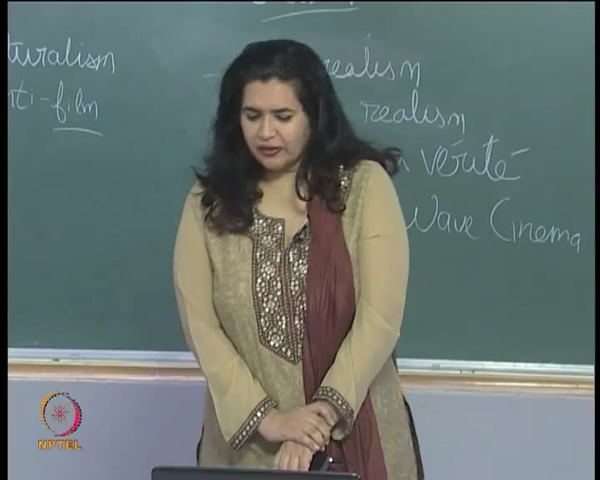 turalism
nti-film
realism
realism
vérité
Wave Cinema
NPTEL